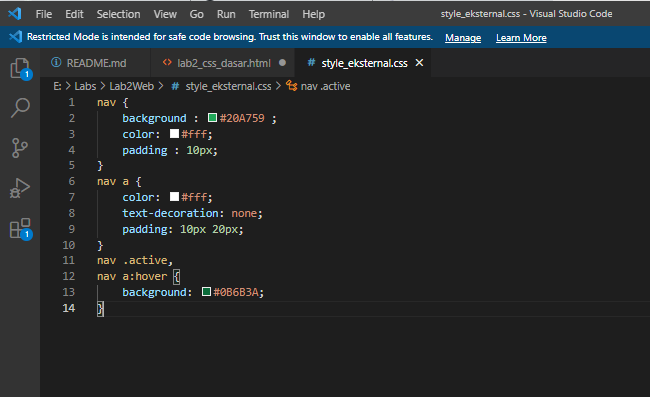 File Edit Selection View Go Run Terminal Help style_eksternal.css - Visual Studio Code
Restricted Mode is intended for safe code browsing. Trust this window to enable all features. Manage Learn More
README.md lab2_css_dasar.html style_eksternal.css
E: > Labs > Lab2Web > # style_eksternal.css > nav .active
1 nav {
2 background : #20A759 ;
3 color: #fff;
4 padding : 10px;
5 }
6 nav a {
7 color: #fff;
8 text-decoration: none;
9 padding: 10px 20px;
10 }
11 nav .active,
12 nav a:hover {
13 background: #0B6B3A;
14 }
1
1